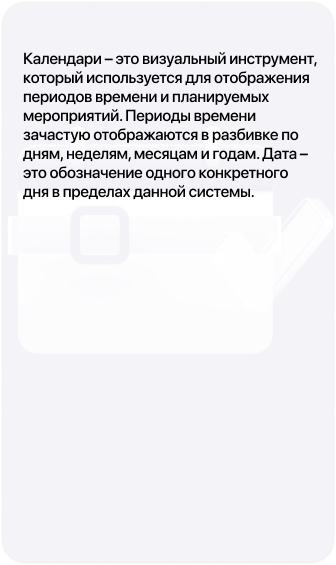 Календари – это визуальный инструмент,
который используется для отображения
периодов времени и планируемых
мероприятий. Периоды времени
зачастую отображаются в разбивке по
дням, неделям, месяцам и годам. Дата –
это обозначение одного конкретного
дня в пределах данной системы.